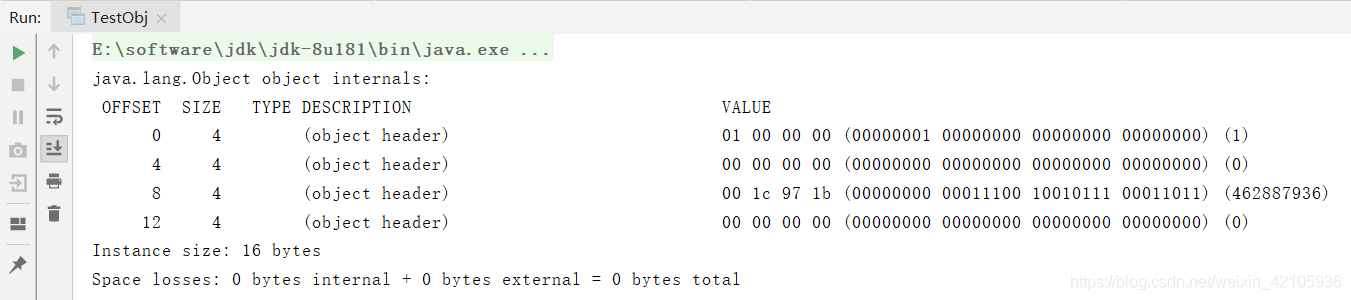 Run: TestObj
E:\software\jdk\jdk-8u181\bin\java.exe ...
java.lang.Object object internals:
OFFSET SIZE TYPE DESCRIPTION VALUE
0 4 (object header) 01 00 00 00 (00000001 00000000 00000000 00000000) (1)
4 4 (object header) 00 00 00 00 (00000000 00000000 00000000 00000000) (0)
8 4 (object header) 00 1c 97 1b (00000000 00011100 10010111 00011011) (462887936)
12 4 (object header) 00 00 00 00 (00000000 00000000 00000000 00000000) (0)
Instance size: 16 bytes
Space losses: 0 bytes internal + 0 bytes external = 0 bytes total
https://blog.csdn.net/weixin_42105936